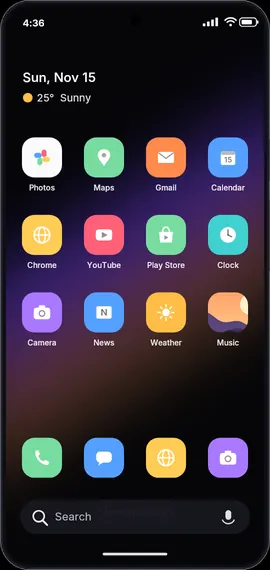 4:36
Sun, Nov 15
25° Sunny
Photos Maps Gmail Calendar
15
Chrome YouTube Play Store Clock
N
Camera News Weather Music
Search